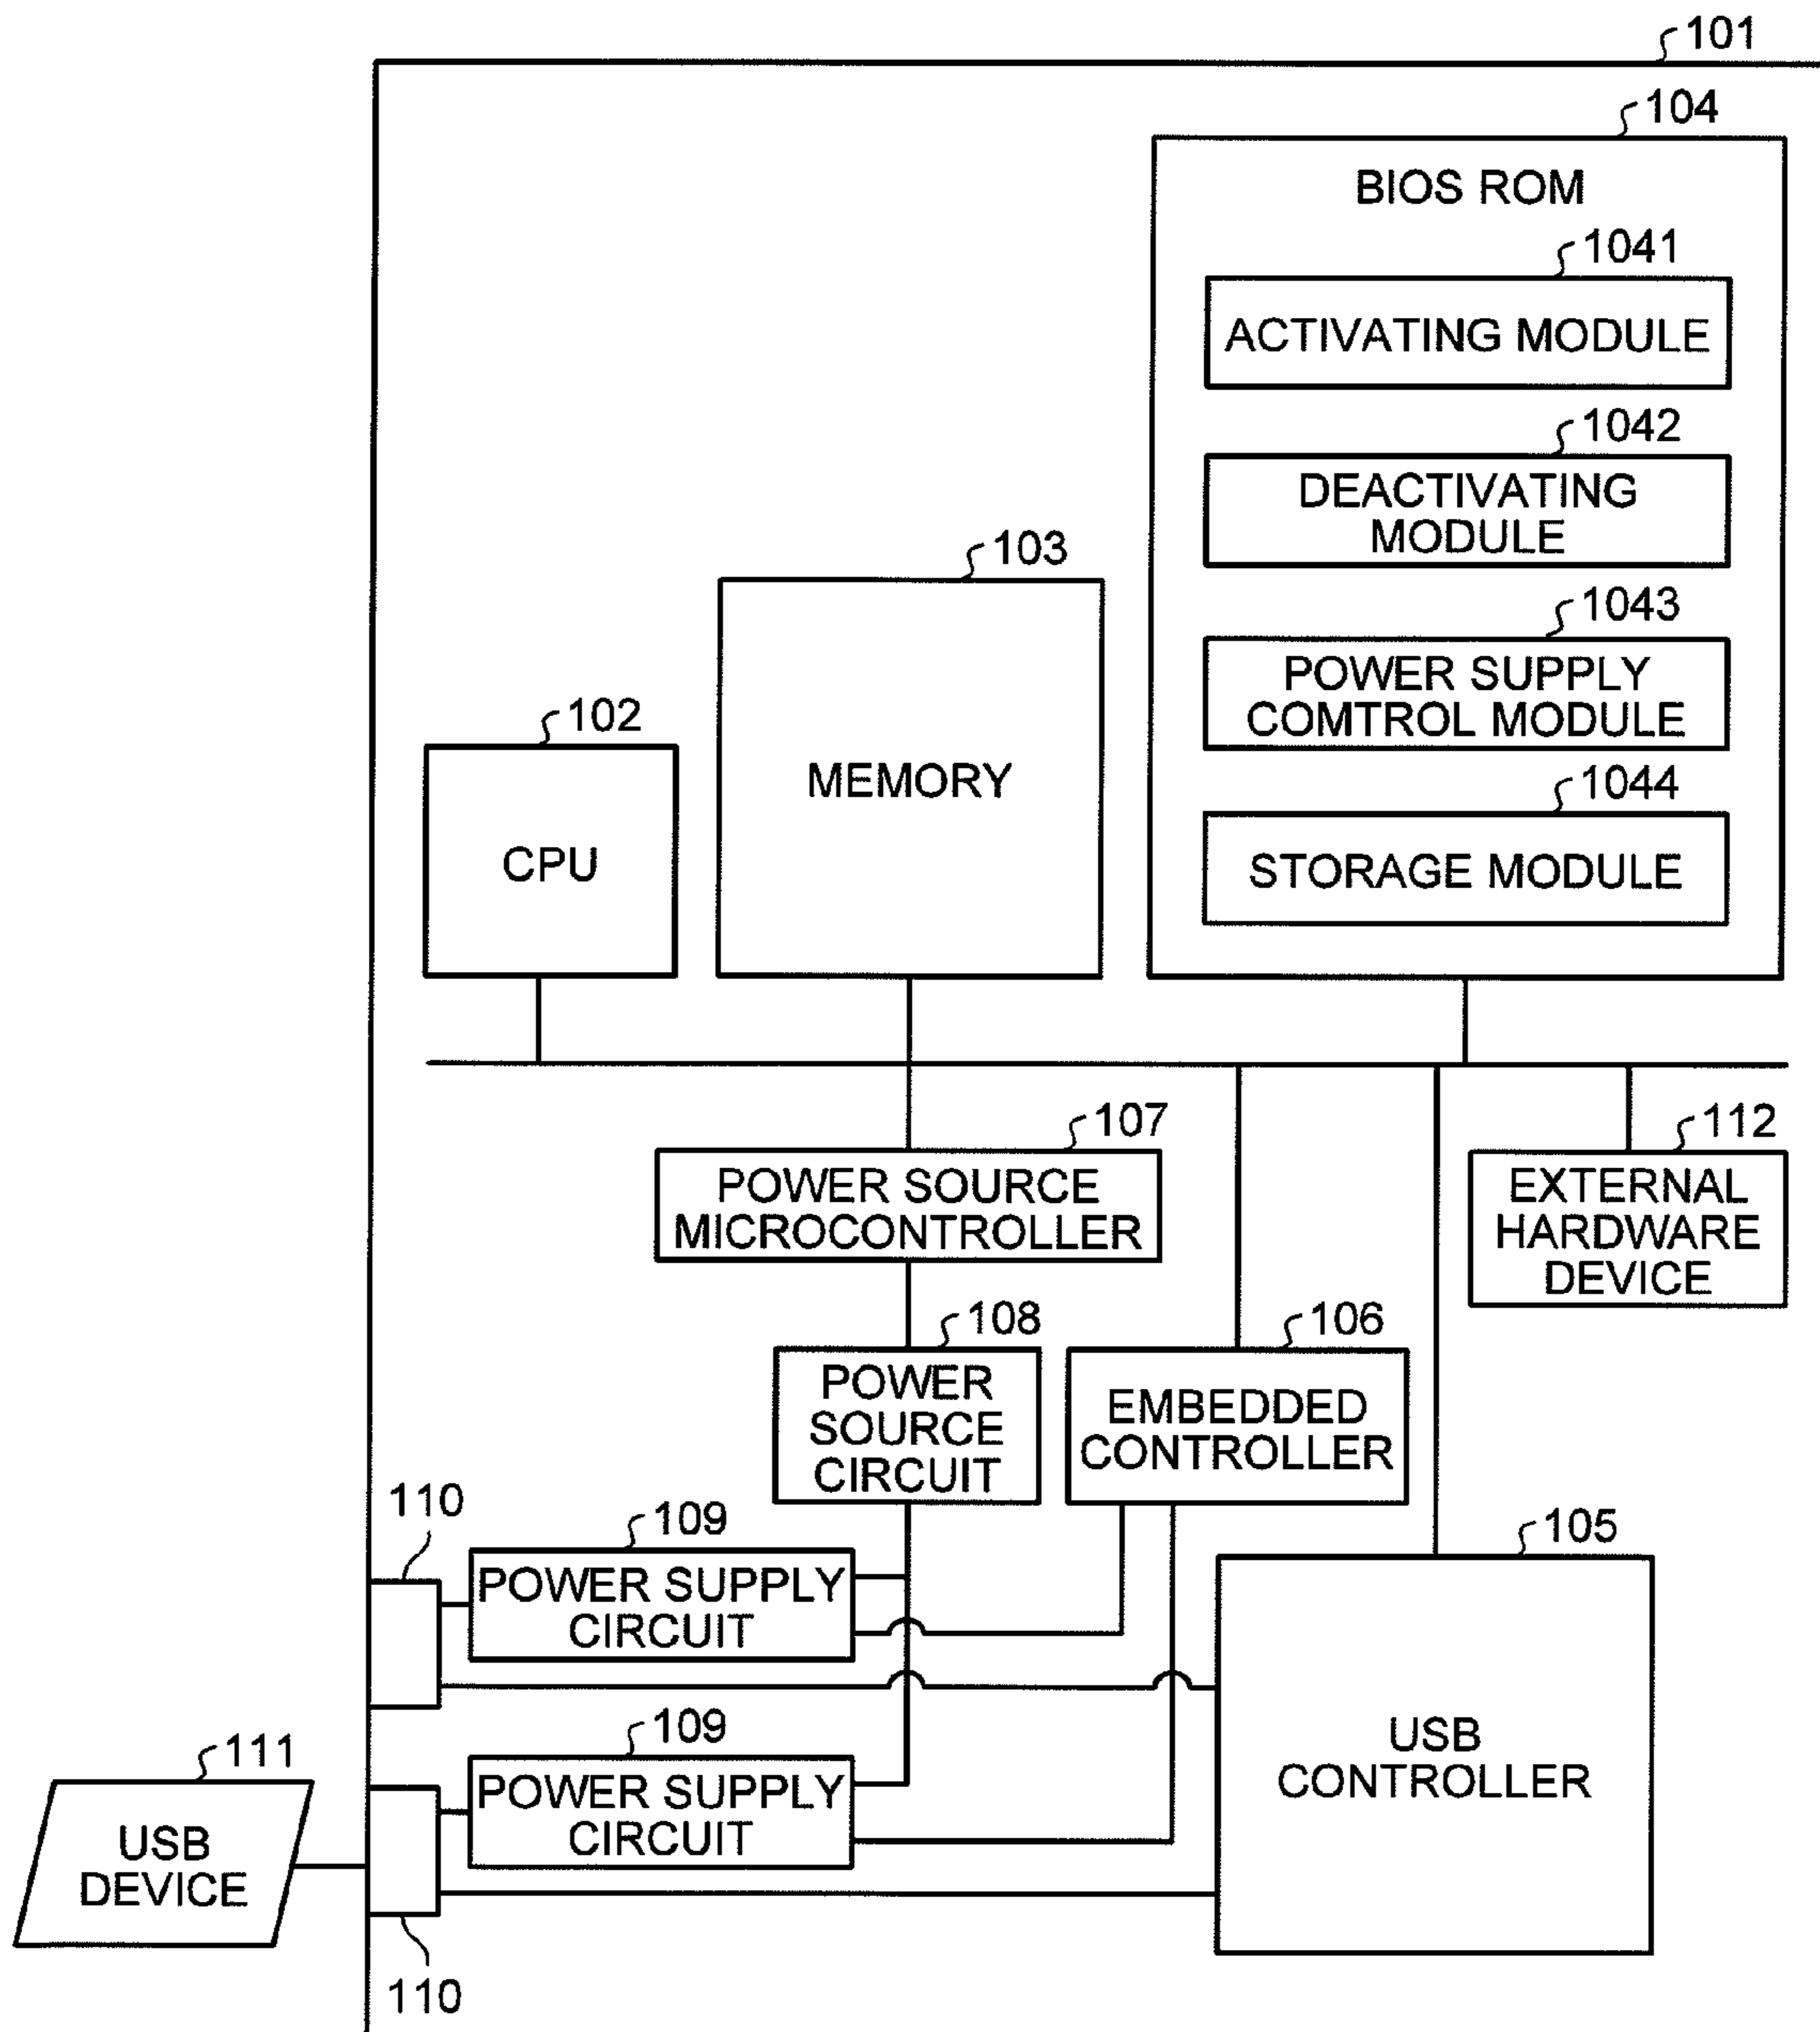 101
104
BIOS ROM
1041
ACTIVATING MODULE
1042
DEACTIVATING
MODULE
1043
POWER SUPPLY
COMTROL MODULE
1044
STORAGE MODULE
103
MEMORY
102
CPU
107
POWER SOURCE
MICROCONTROLLER
112
EXTERNAL
HARDWARE
DEVICE
108
POWER
SOURCE
CIRCUIT
106
EMBEDDED
CONTROLLER
110
109
POWER SUPPLY
CIRCUIT
105
USB
CONTROLLER
109
POWER SUPPLY
CIRCUIT
111
USB
DEVICE
110